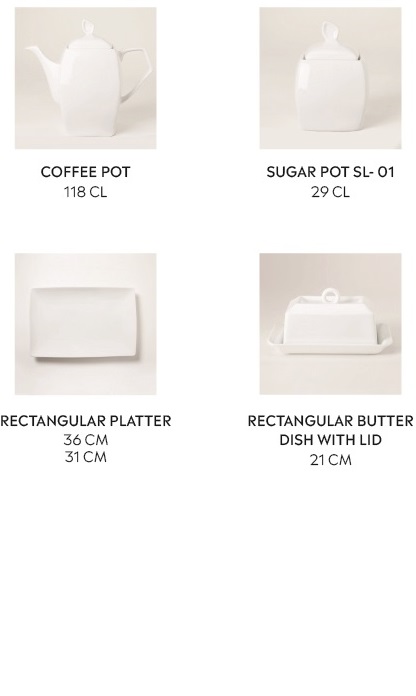 COFFEE POT
118 CL
SUGAR POT SL- 01
29 CL
RECTANGULAR PLATTER
36 CM
31 CM
RECTANGULAR BUTTER
DISH WITH LID
21 CM